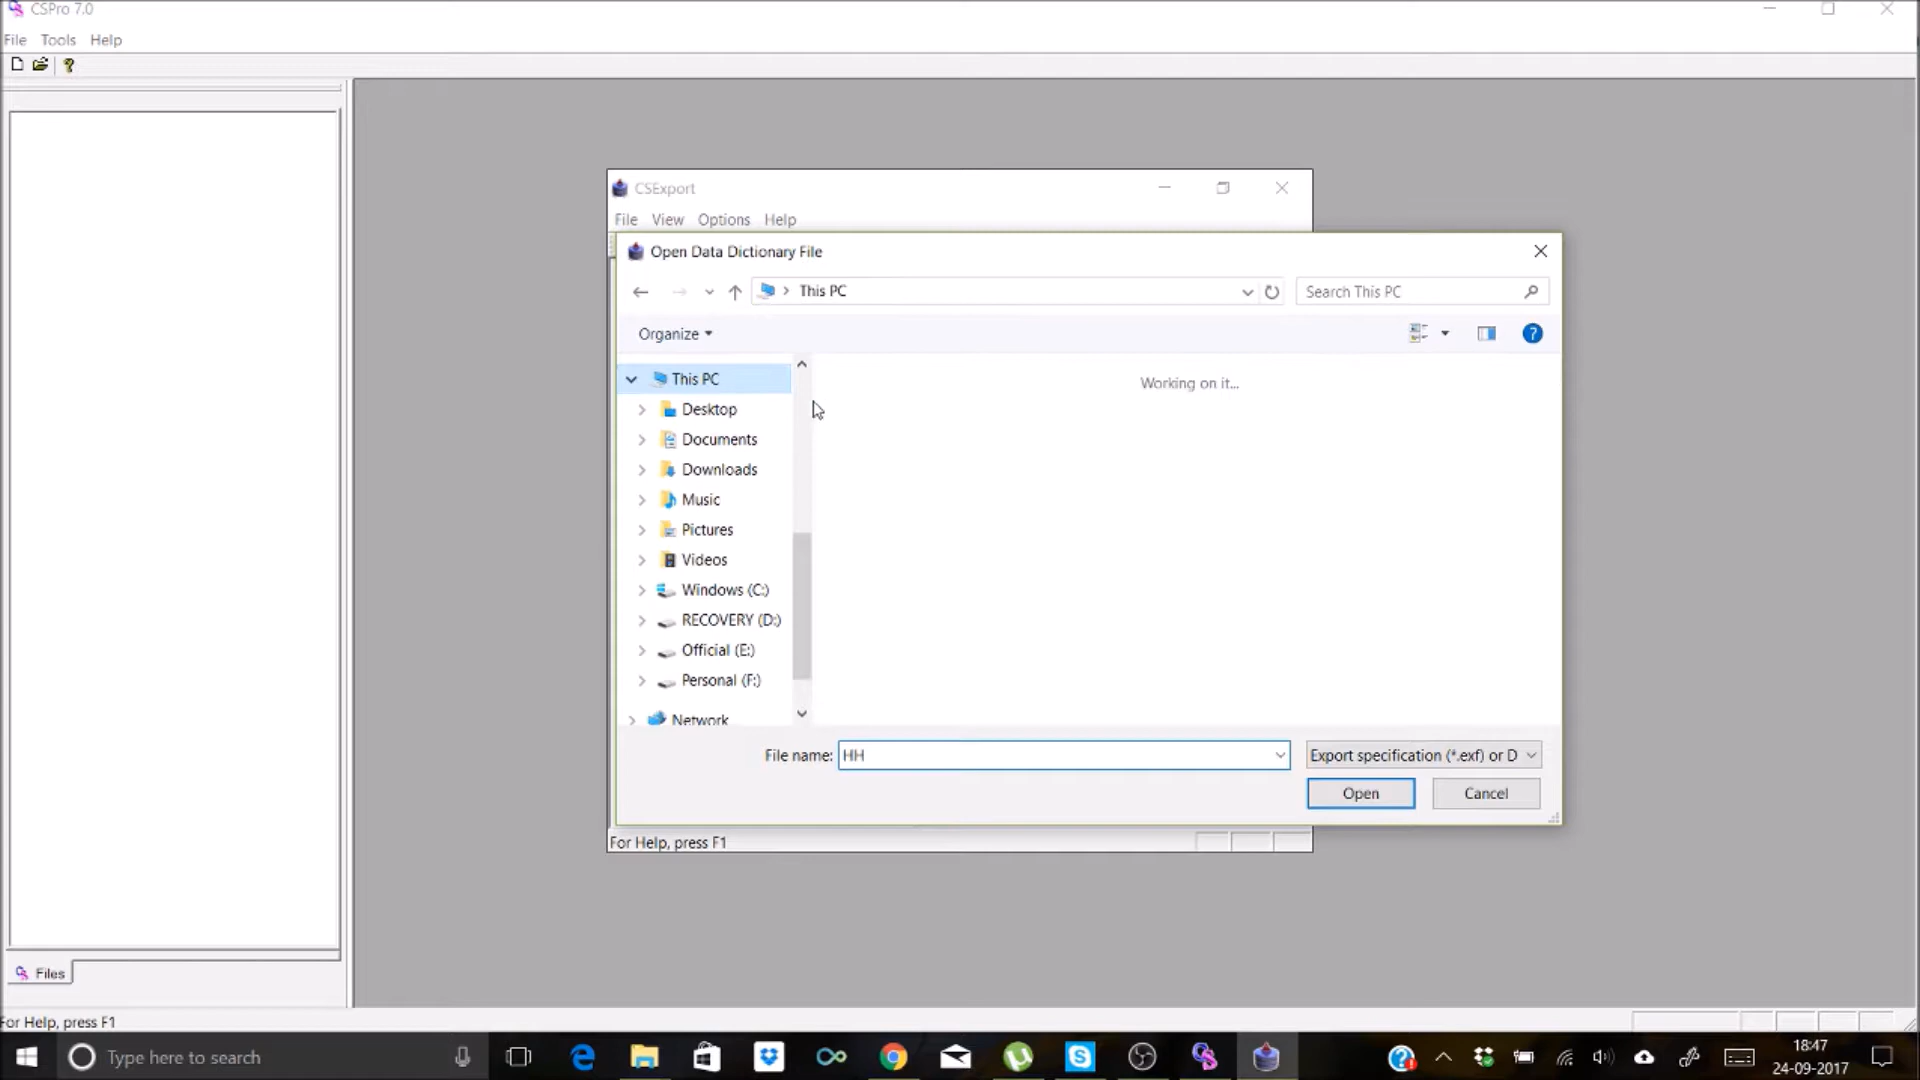 CSPro 7.0
File Tools Help
CSExport
File View Options Help
Open Data Dictionary File
This PC
Search This PC
Organize
This PC
Desktop
Documents
Downloads
Music
Pictures
Videos
Windows (C:)
RECOVERY (D:)
Official (E:)
Personal (F:)
Network
Working on it...
File name: HH
Export specification (*.exf) or D
Open Cancel
For Help, press F1
Files
For Help, press F1
Type here to search
18:47
24-09-2017